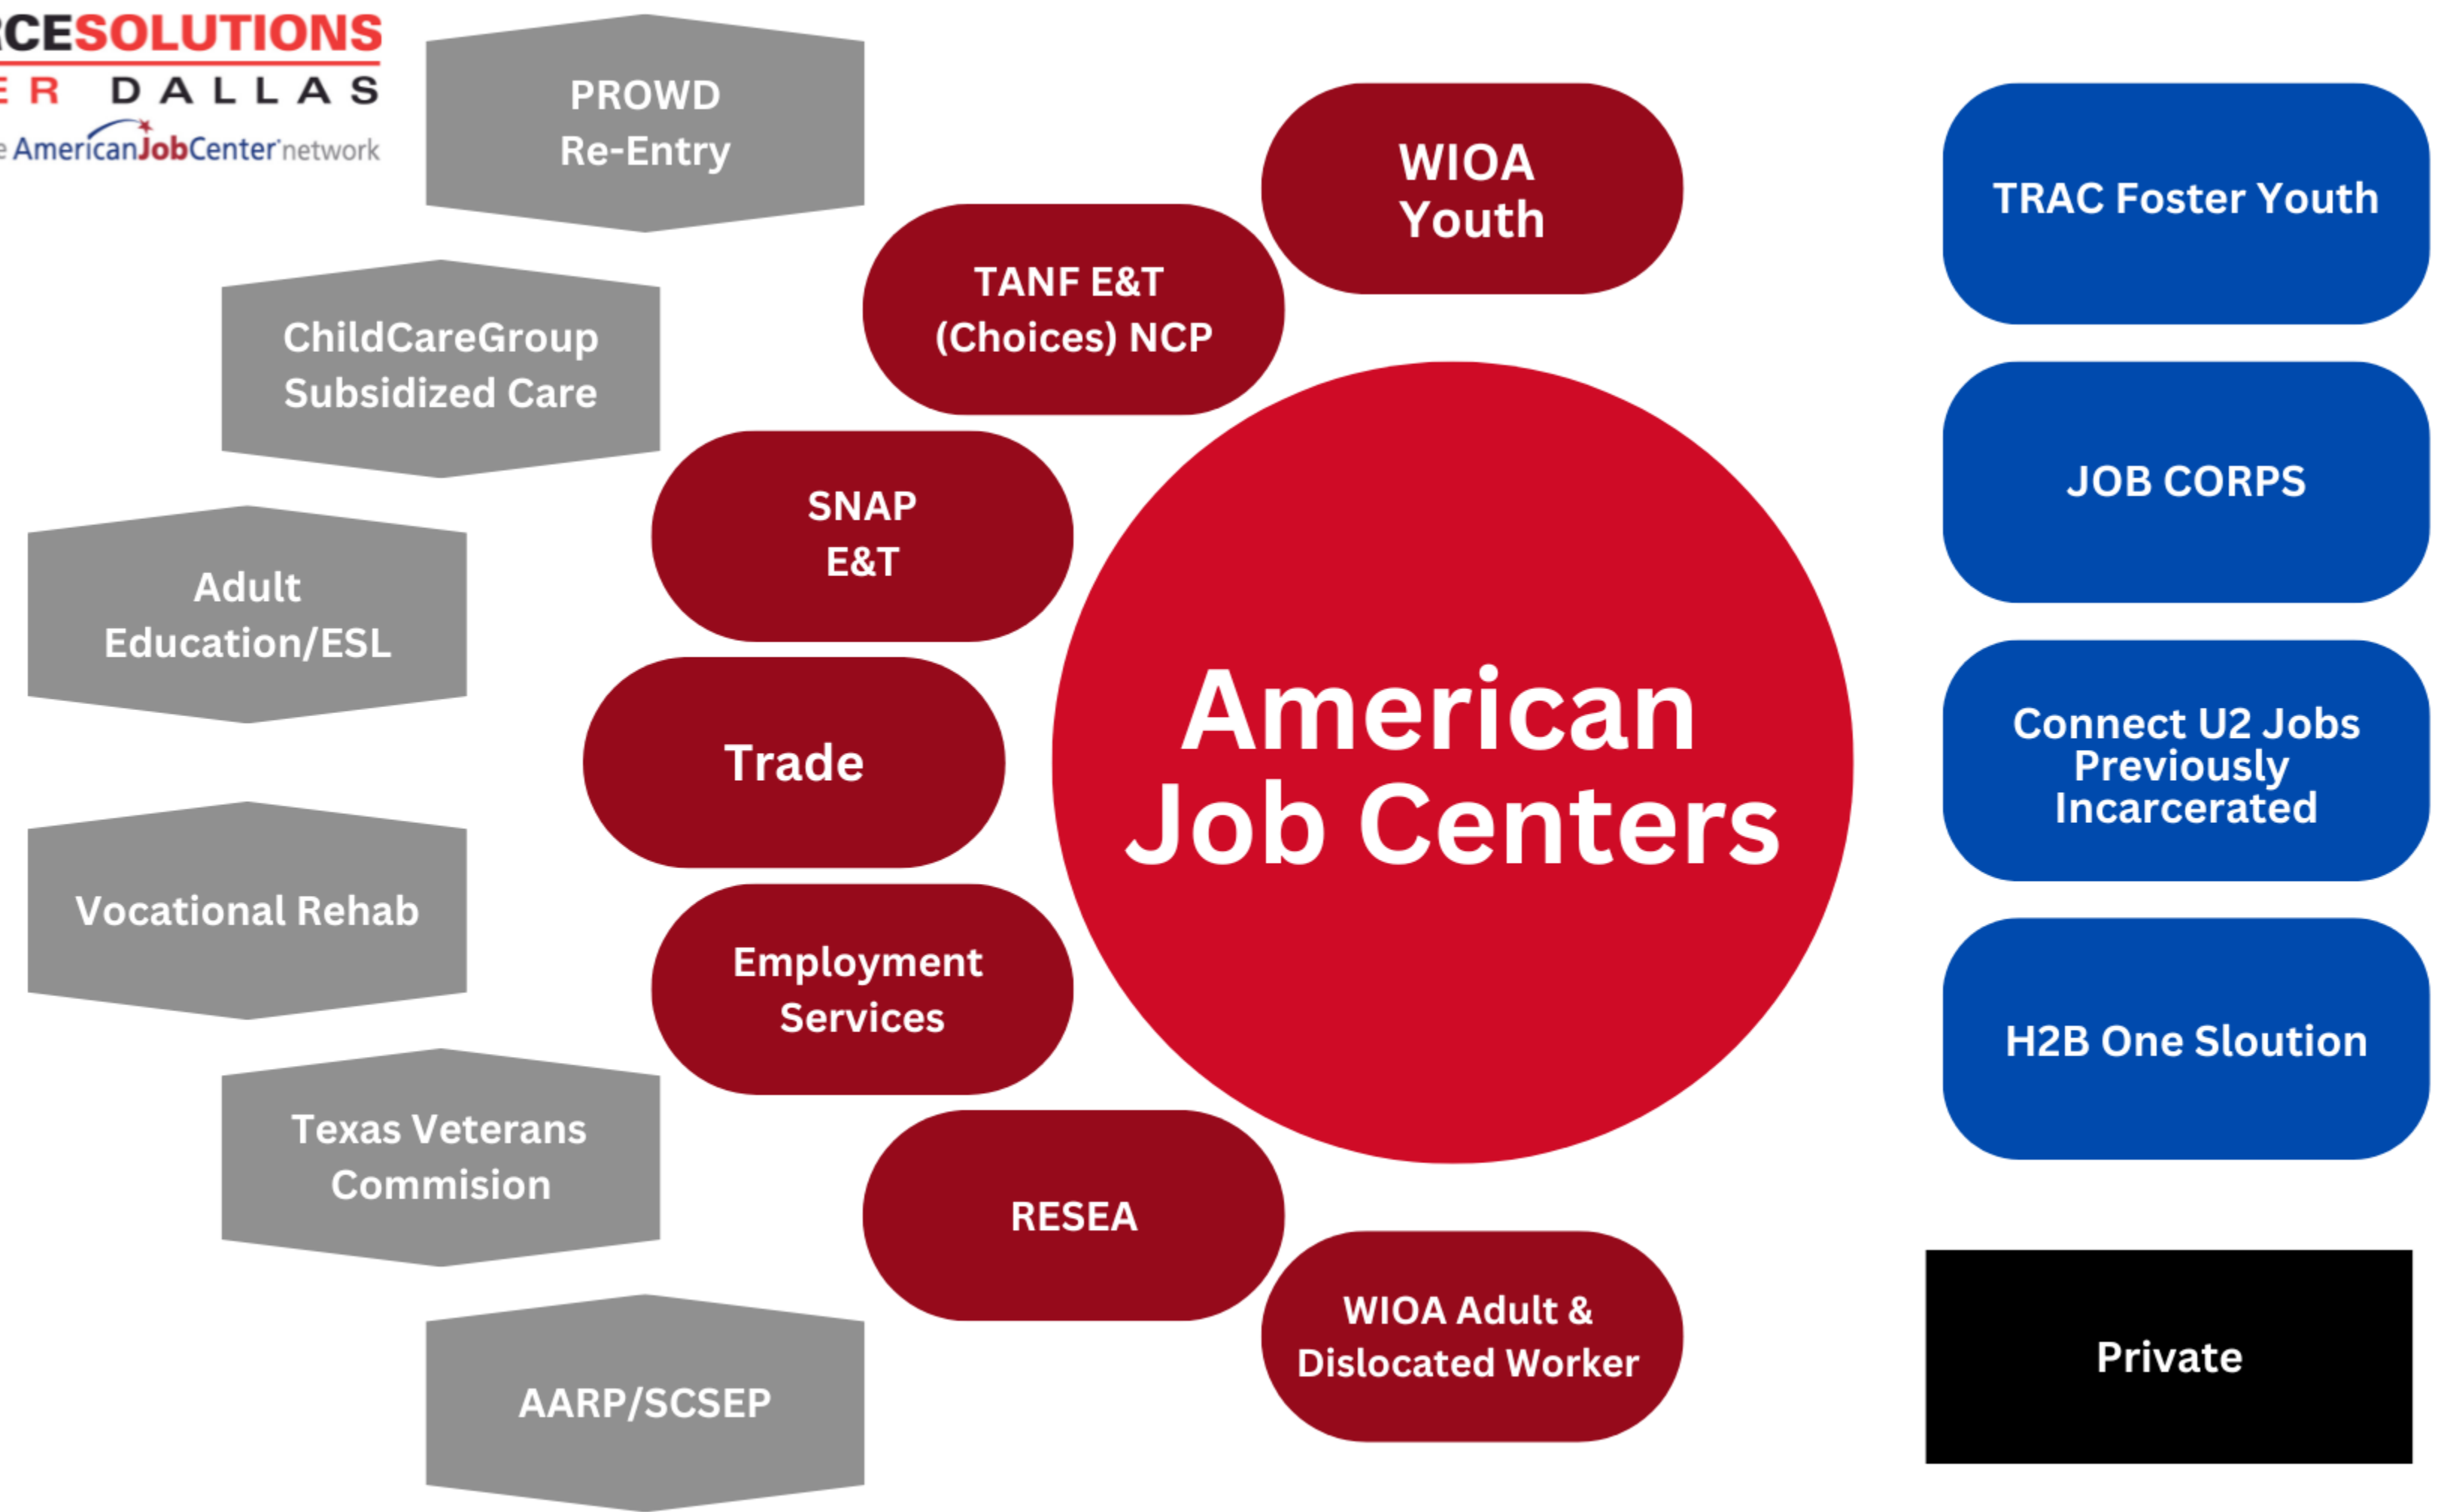 RCESOLUTIONS
ER DALLAS
e AmericanJobCenter network
PROWD
Re-Entry
ChildCareGroup
Subsidized Care
Adult
Education/ESL
Vocational Rehab
Texas Veterans
Commision
AARP/SCSEP
WIOA
Youth
TANF E&T
(Choices) NCP
SNAP
E&T
Trade
Employment
Services
RESEA
WIOA Adult &
Dislocated Worker
American
Job Centers
TRAC Foster Youth
JOB CORPS
Connect U2 Jobs
Previously
Incarcerated
H2B One Sloution
Private